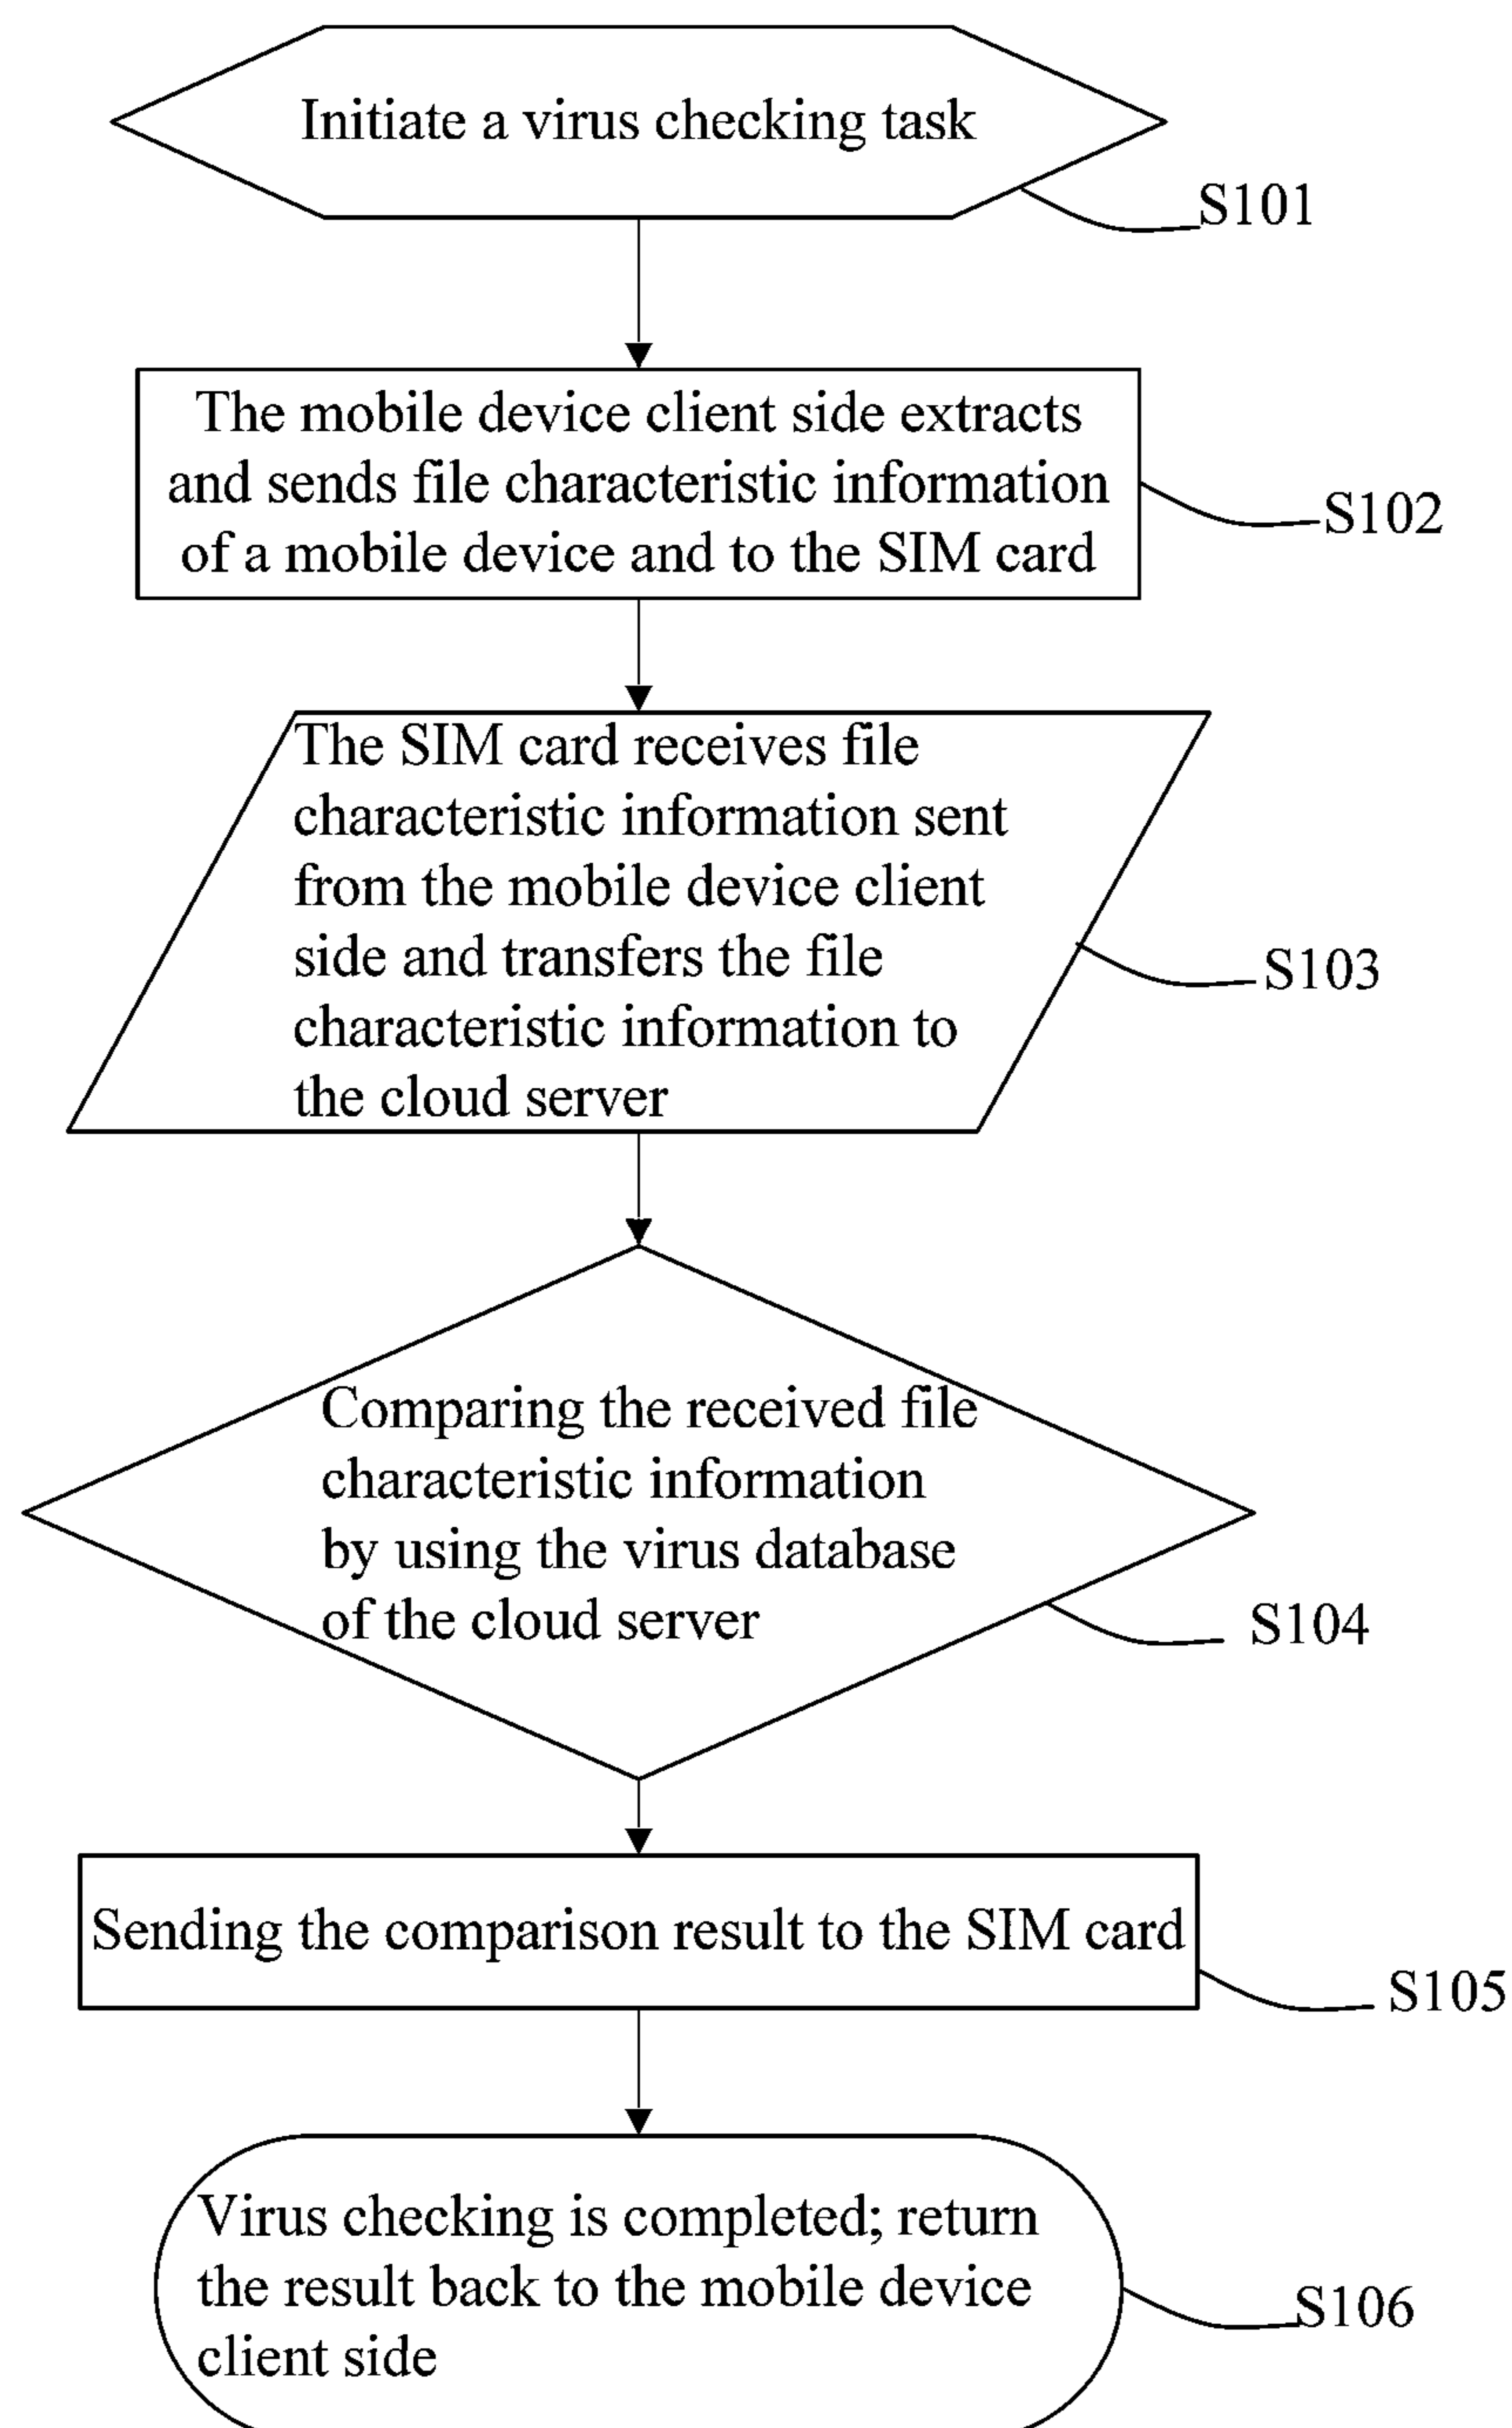 Initiate a virus checking task
S101
The mobile device client side extracts
and sends file characteristic information
of a mobile device and to the SIM card
S102
The SIM card receives file
characteristic information sent
from the mobile device client
side and transfers the file
characteristic information to
the cloud server
S103
Comparing the received file
characteristic information
by using the virus database
of the cloud server
S104
Sending the comparison result to the SIM card
S105
Virus checking is completed; return
the result back to the mobile device
client side
S106